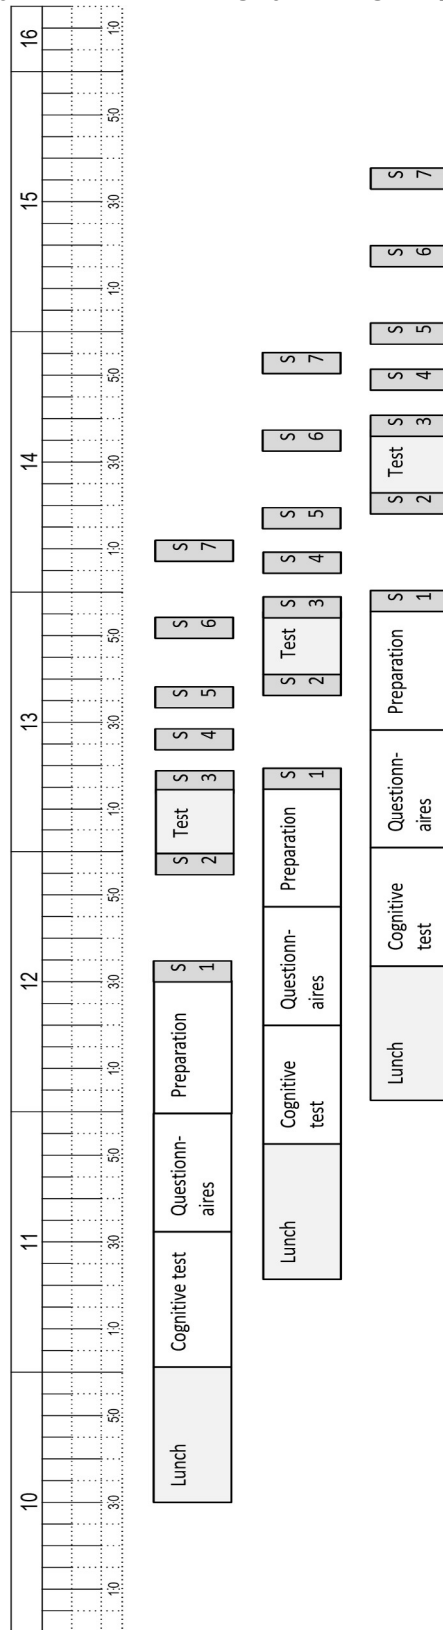 10 11 12 13 14 15 16
10 30 50 10 30 50 10 30 50 10 30 50 10 30 50 10 30 50 10
Lunch
Cognitive test
Questionn-
aires
Preparation
S
1
S
2
Test
S
3
S
4
S
5
S
6
S
7
Lunch
Cognitive
test
Questionn-
aires
Preparation
S
1
S
2
Test
S
3
S
4
S
5
S
6
S
7
Lunch
Cognitive
test
Questionn-
aires
Preparation
S
1
S
2
Test
S
3
S
4
S
5
S
6
S
7